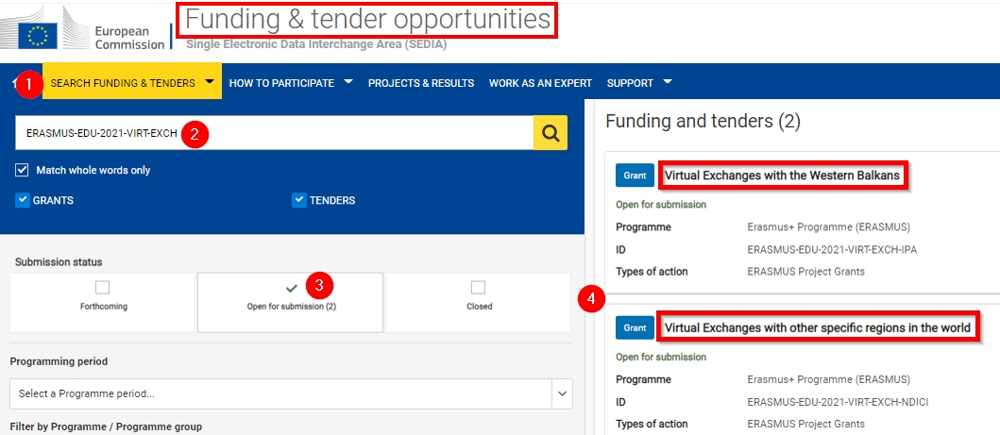 Funding & tender opportunities
European
Commission
Single Electronic Data Interchange Area (SEDIA)
1
SEARCH FUNDING & TENDERS
HOW TO PARTICIPATE
PROJECTS & RESULTS
WORK AS AN EXPERT
SUPPORT
ERASMUS-EDU-2021-VIRT-EXCH
2
Match whole words only
GRANTS
TENDERS
Submission status
3
Forthcoming
Open for submission (2)
Closed
Programming period
Select a Programme period...
Filter by Programme / Programme group
Funding and tenders (2)
Grant
Virtual Exchanges with the Western Balkans
Open for submission
Programme Erasmus+ Programme (ERASMUS)
ID ERASMUS-EDU-2021-VIRT-EXCH-IPA
Types of action ERASMUS Project Grants
4
Grant
Virtual Exchanges with other specific regions in the world
Open for submission
Programme Erasmus+ Programme (ERASMUS)
ID ERASMUS-EDU-2021-VIRT-EXCH-NDICI
Types of action ERASMUS Project Grants